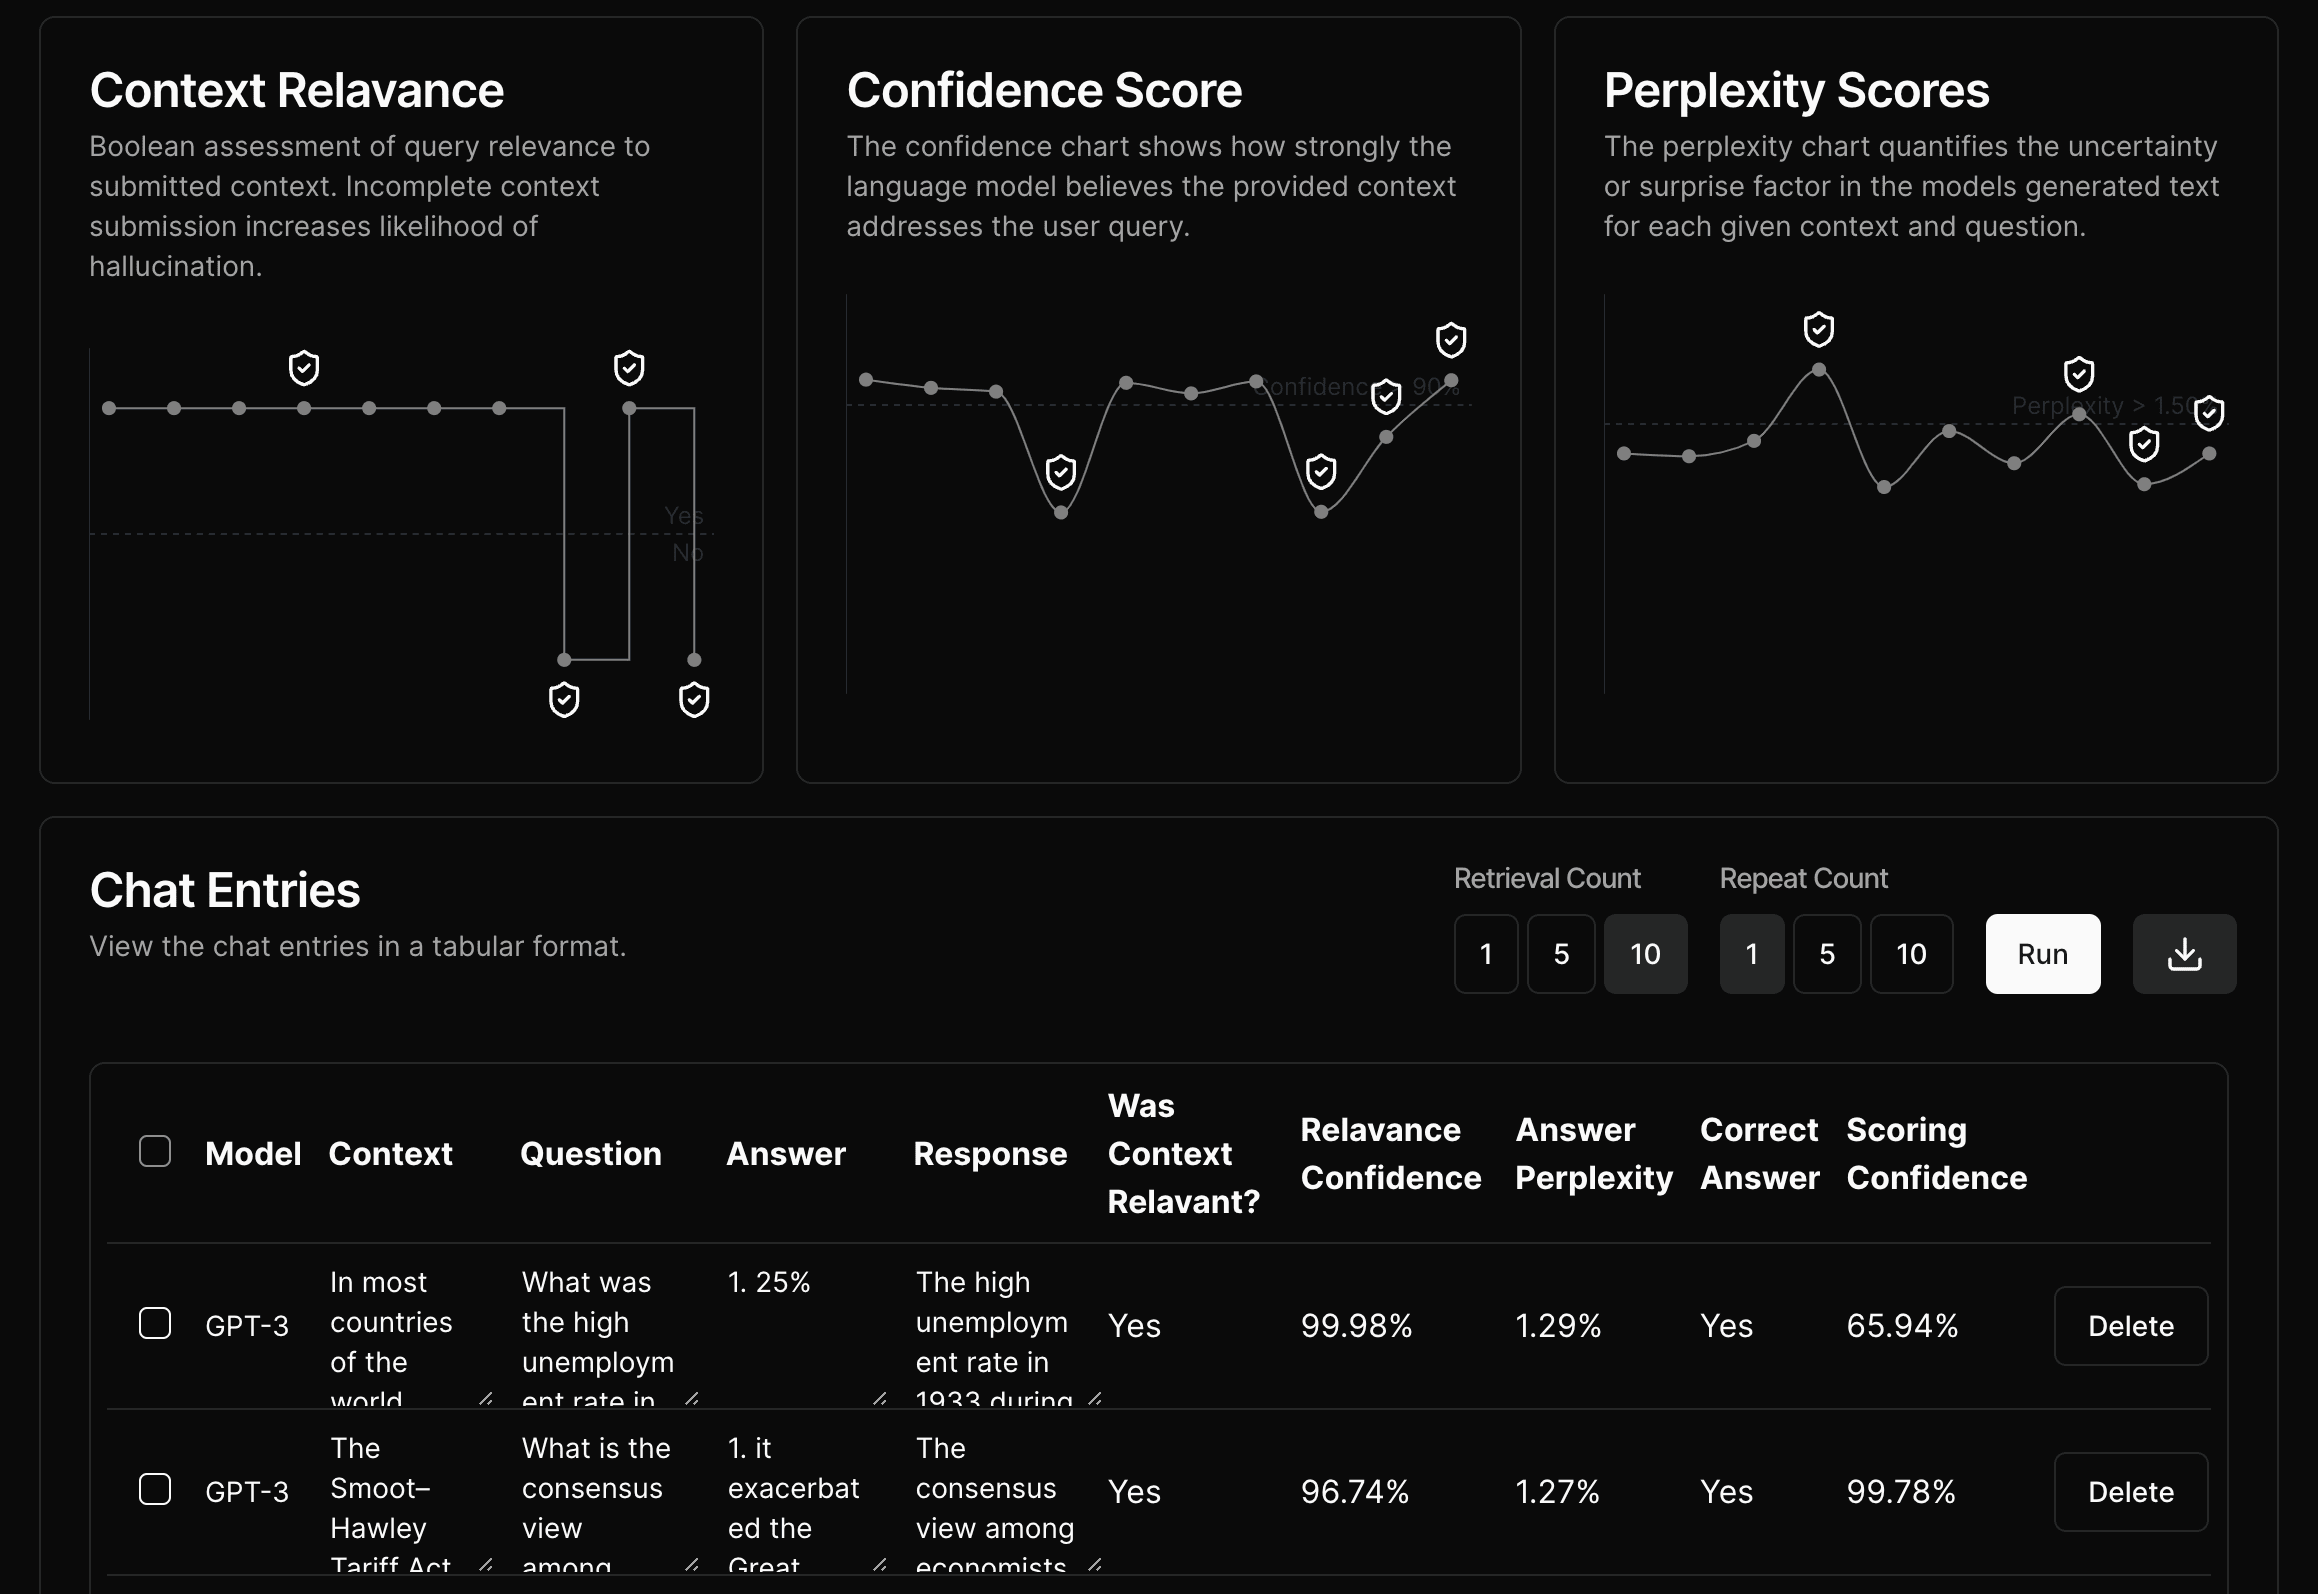 Context Relavance
Boolean assessment of query relevance to
submitted context. Incomplete context
submission increases likelihood of
hallucination.
Yes
No
Confidence Score
The confidence chart shows how strongly the
language model believes the provided context
addresses the user query.
Confidence 90%
Perplexity Scores
The perplexity chart quantifies the uncertainty
or surprise factor in the models generated text
for each given context and question.
Perplexity > 1.50
Chat Entries
View the chat entries in a tabular format.
Retrieval Count
1 5 10
Repeat Count
1 5 10
Run
Model
Context
Question
Answer
Response
Was
Context
Relavant?
Relavance
Confidence
Answer
Perplexity
Correct
Answer
Scoring
Confidence
GPT-3
In most
countries
of the
world
What was
the high
unemploym
ent rate in
1. 25%
The high
unemploym
ent rate in
1933 during
Yes
99.98%
1.29%
Yes
65.94%
Delete
GPT-3
The
Smoot–
Hawley
Tariff Act
What is the
consensus
view
among
1. it
exacerbat
ed the
Great
The
consensus
view among
economists
Yes
96.74%
1.27%
Yes
99.78%
Delete